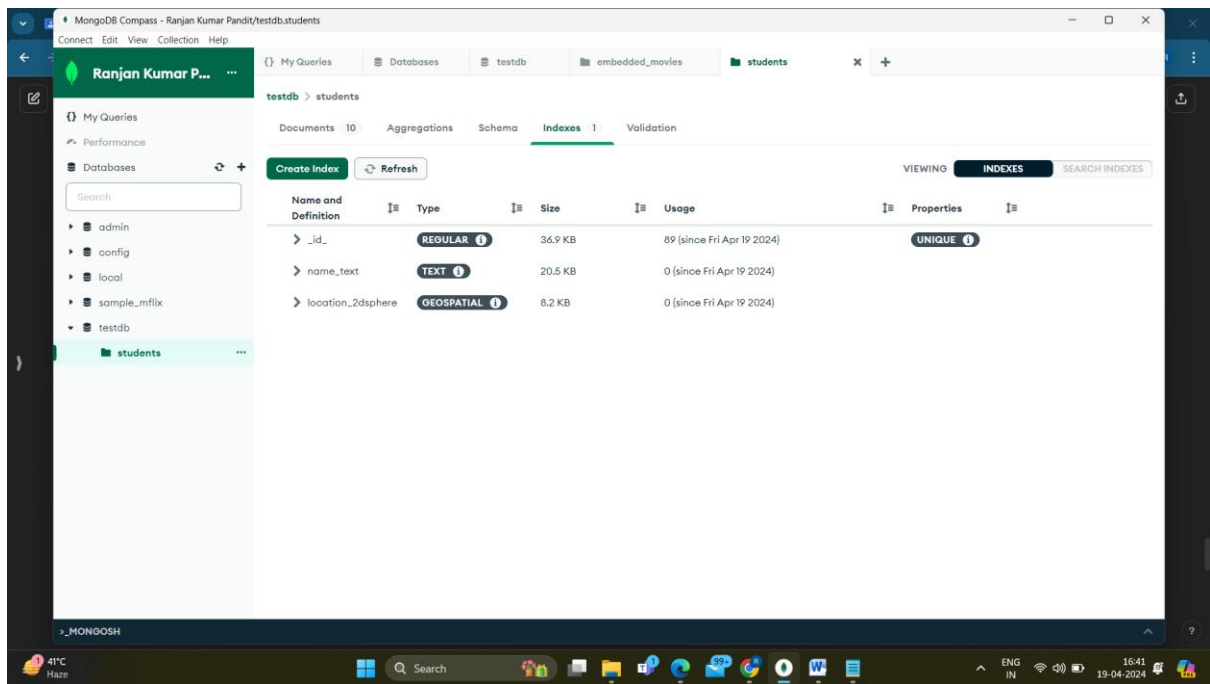 MongoDB Compass - Ranjan Kumar Pandit/testdb.students
Connect Edit View Collection Help
Ranjan Kumar P... ...
{} My Queries
Databases
testdb
embedded_movies
students
testdb > students
Documents 10 Aggregations Schema Indexes 1 Validation
{} My Queries
Performance
Databases
Search
admin
config
local
sample_mflix
testdb
students ...
Create Index Refresh
VIEWING INDEXES SEARCH INDEXES
Name and Definition Type Size Usage Properties
_id_ REGULAR 36.9 KB 89 (since Fri Apr 19 2024) UNIQUE
name_text TEXT 20.5 KB 0 (since Fri Apr 19 2024)
location_2dsphere GEOSPATIAL 8.2 KB 0 (since Fri Apr 19 2024)
>_MONGOSH
41°C
Haze
Search
99+
ENG
IN
16:41
19-04-2024